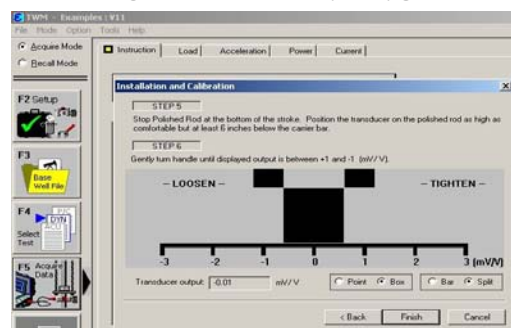 TWM - Examples : V11
File Mode Option Tools Help
Acquire Mode
Recall Mode
Instruction
Load
Acceleration
Power
Current
F2 Setup
F3
Base
Well File
F4
Select
Test
F5 Acquire
Data
Installation and Calibration
STEP 5
Stop Polished Rod at the bottom of the stroke. Position the transducer on the polished rod as high as
comfortable but at least 6 inches below the carrier bar.
STEP 6
Gently turn handle until displayed output is between +1 and -1 (mV/V).
– LOOSEN –
– TIGHTEN –
-3 -2 -1 0 1 2 3 (mV/V)
Transducer output: -0.01 mV/V
Point Box Bar Split
< Back Finish Cancel